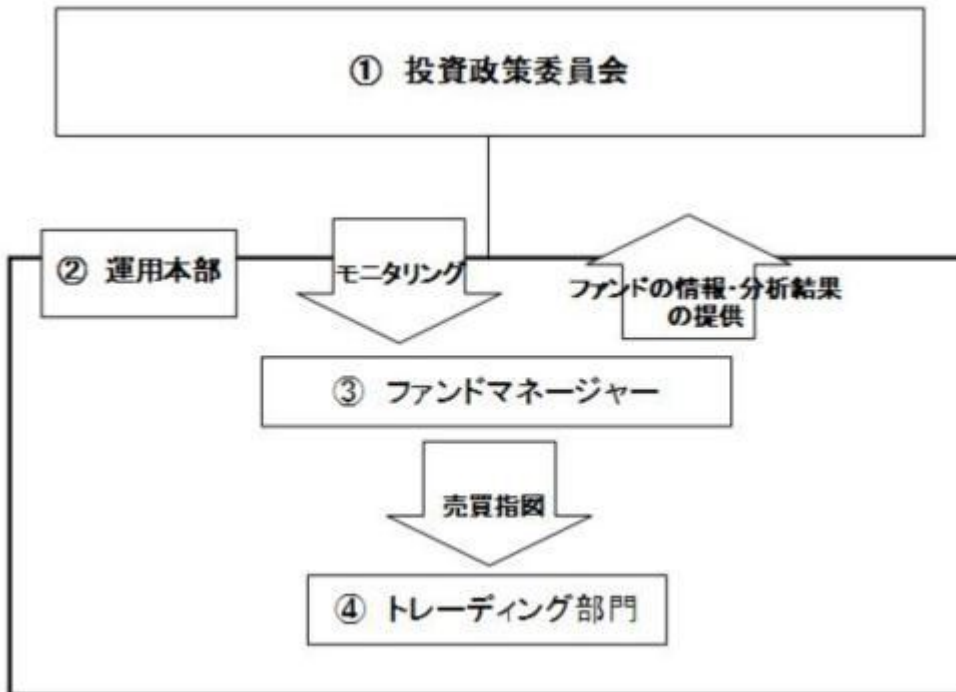 ① 投資政策委員会
② 運用本部
モニタリング
ファンドの情報・分析結果
の提供
③ ファンドマネージャー
売買指図
④ トレーディング部門